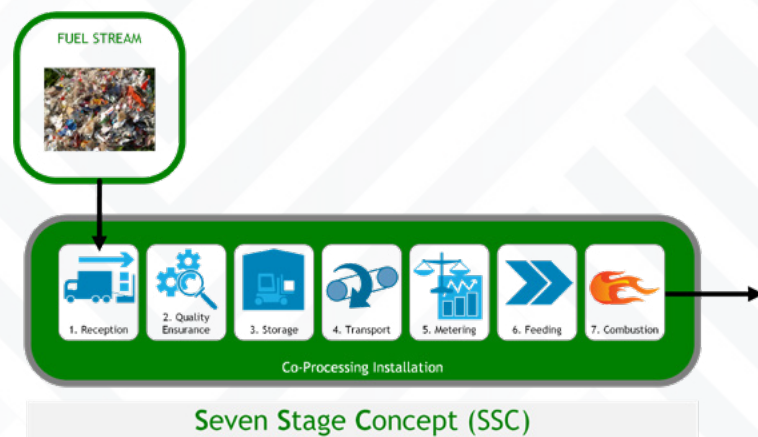 FUEL STREAM
1. Reception
2. Quality
Ensurance
3. Storage
4. Transport
5. Metering
6. Feeding
7. Combustion
Co-Processing Installation
Seven Stage Concept (SSC)